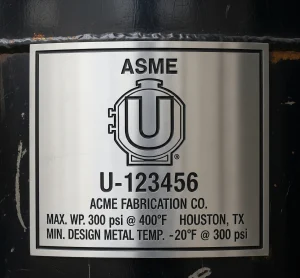 ASME
U
®
U-123456
ACME FABRICATION CO.
MAX. WP. 300 psi @ 400°F HOUSTON, TX
MIN. DESIGN METAL TEMP. -20°F @ 300 psi